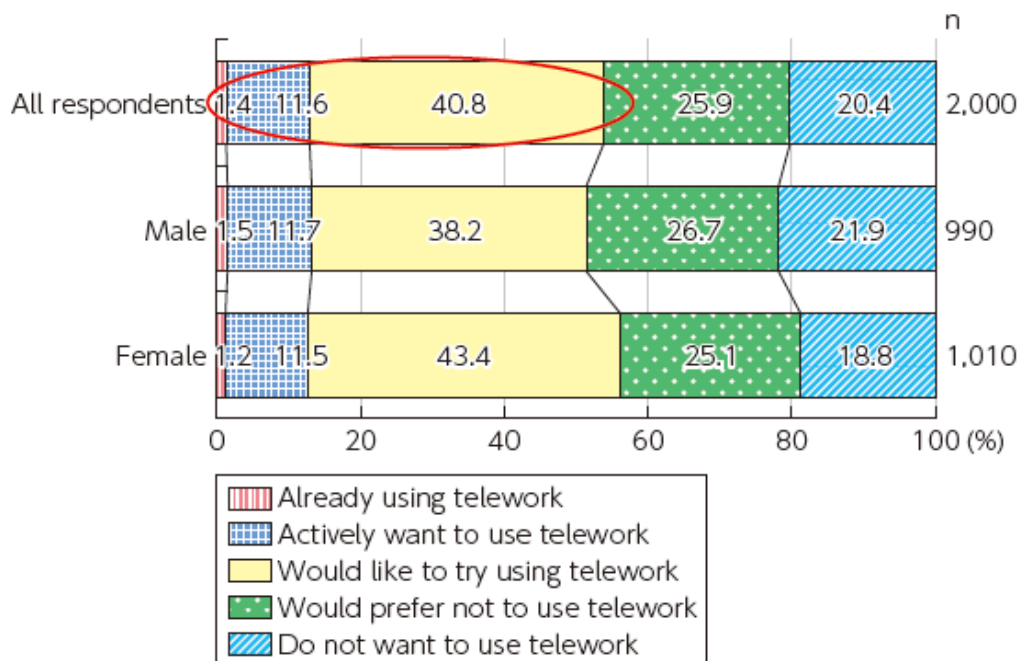 n
All respondents 1.4 11.6 40.8 25.9 20.4 2,000
Male 1.5 11.7 38.2 26.7 21.9 990
Female 1.2 11.5 43.4 25.1 18.8 1,010
0 20 40 60 80 100 (%)
Already using telework
Actively want to use telework
Would like to try using telework
Would prefer not to use telework
Do not want to use telework